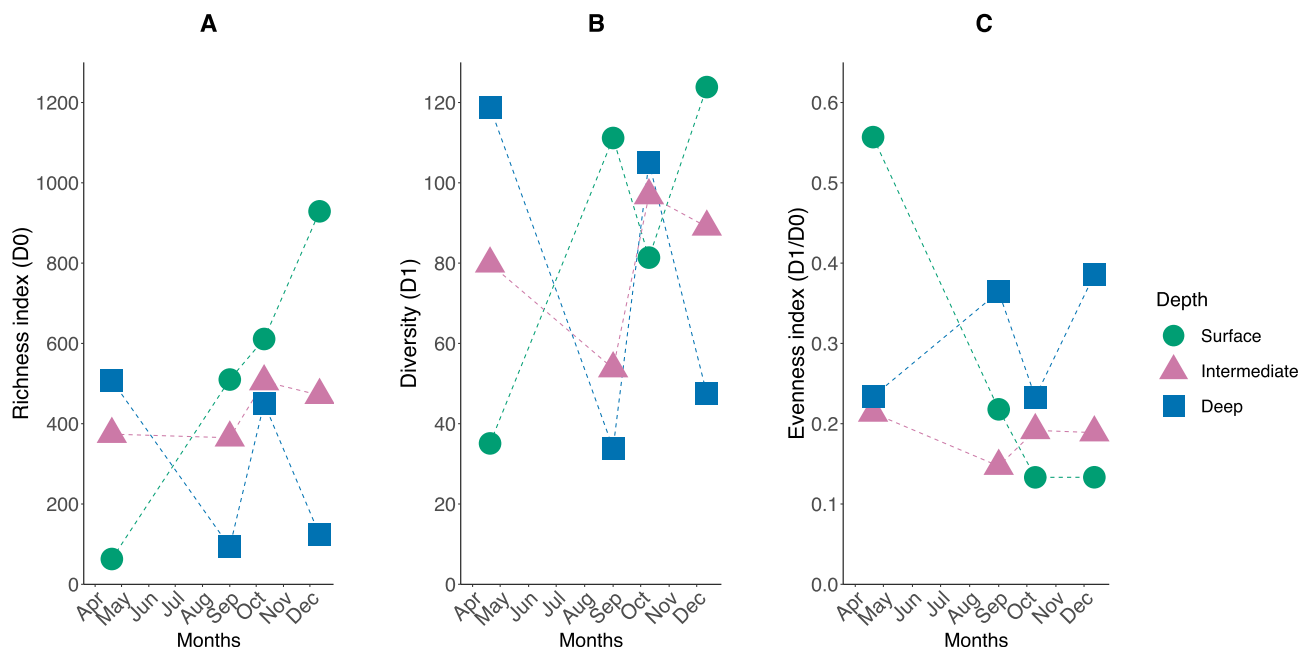 A
Richness index (D0)
1200
1000
800
600
400
200
0
Apr
May
Jun
Jul
Aug
Sep
Oct
Nov
Dec
Months
B
Diversity (D1)
120
100
80
60
40
20
0
Apr
May
Jun
Jul
Aug
Sep
Oct
Nov
Dec
Months
C
Evenness index (D1/D0)
0.6
0.5
0.4
0.3
0.2
0.1
0.0
Apr
May
Jun
Jul
Aug
Sep
Oct
Nov
Dec
Months
Depth
Surface
Intermediate
Deep